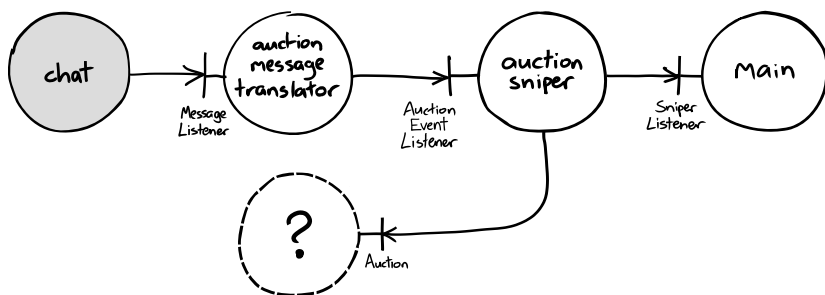 chat
auction
message
translator
auction
sniper
Main
Message
Listener
Auction
Event
Listener
Sniper
Listener
?
Auction